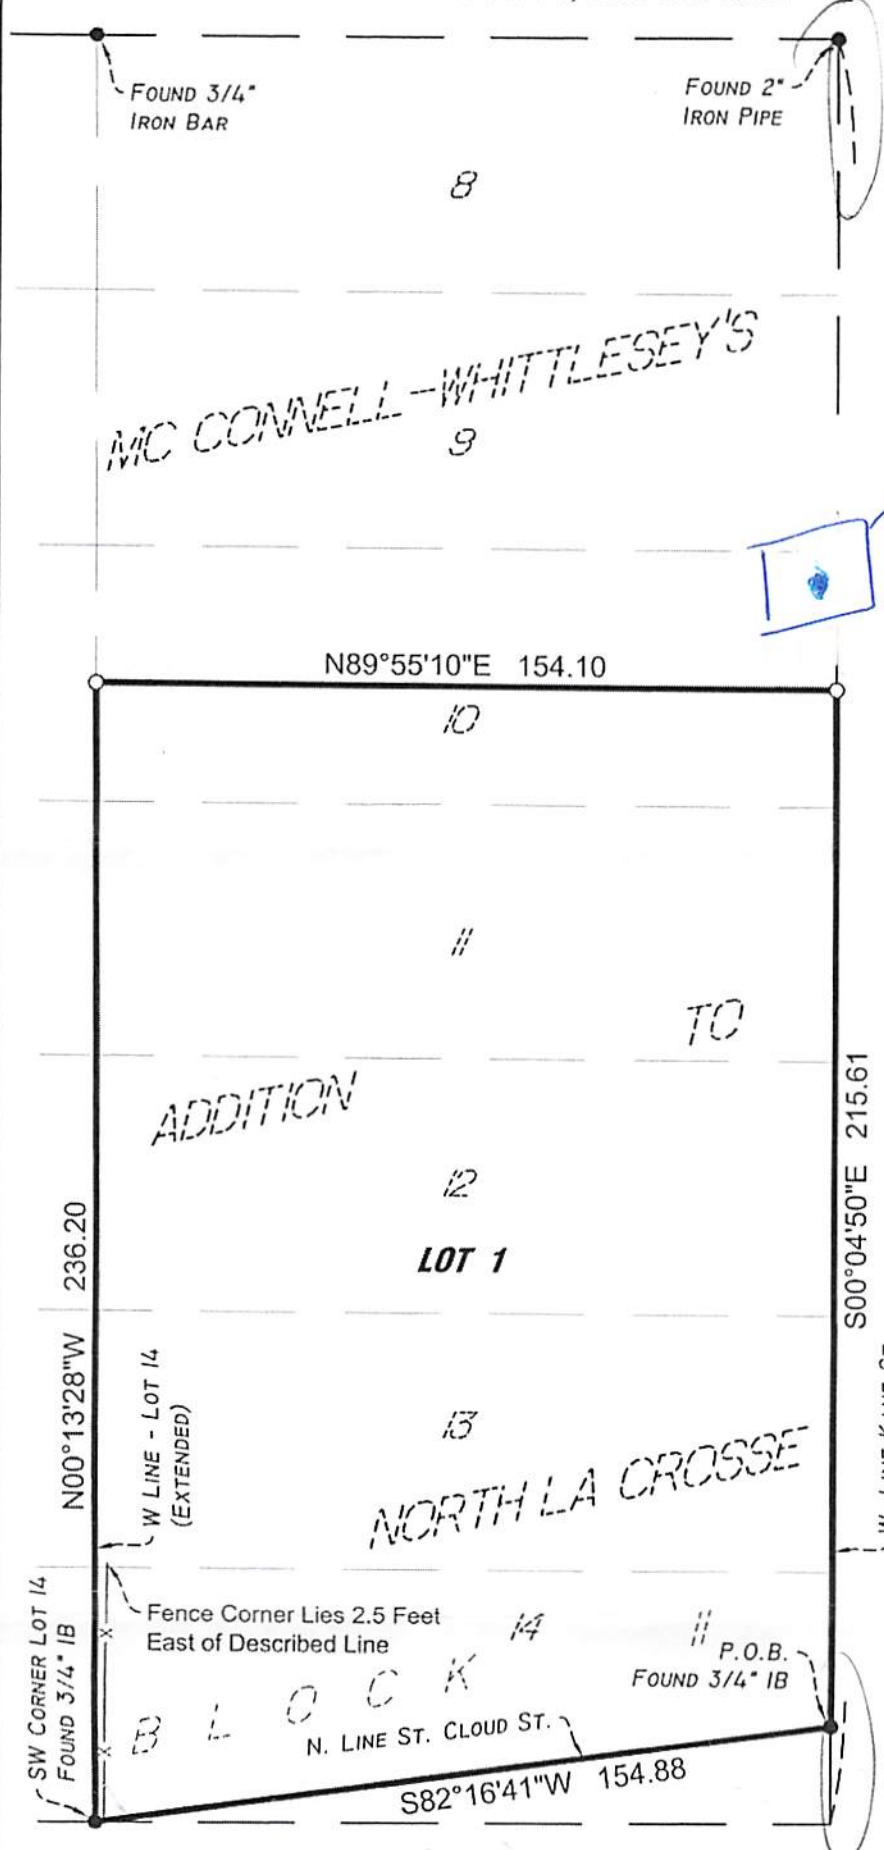 FOUND 3/4"
IRON BAR
FOUND 2"
IRON PIPE
8
MC CONNELL-WHITTLESEY'S
9
N89°55'10"E 154.10
10
11
TO
ADDITION
S00°04'50"E 215.61
12
LOT 1
N00°13'28"W 236.20
W LINE - LOT 14
(EXTENDED)
13
NORTH LA CROSSE
SW CORNER LOT 14
FOUND 3/4" IB
Fence Corner Lies 2.5 Feet
East of Described Line
14
11
P.O.B.
FOUND 3/4" IB
BLOCK
N. LINE ST. CLOUD ST.
S82°16'41"W 154.88